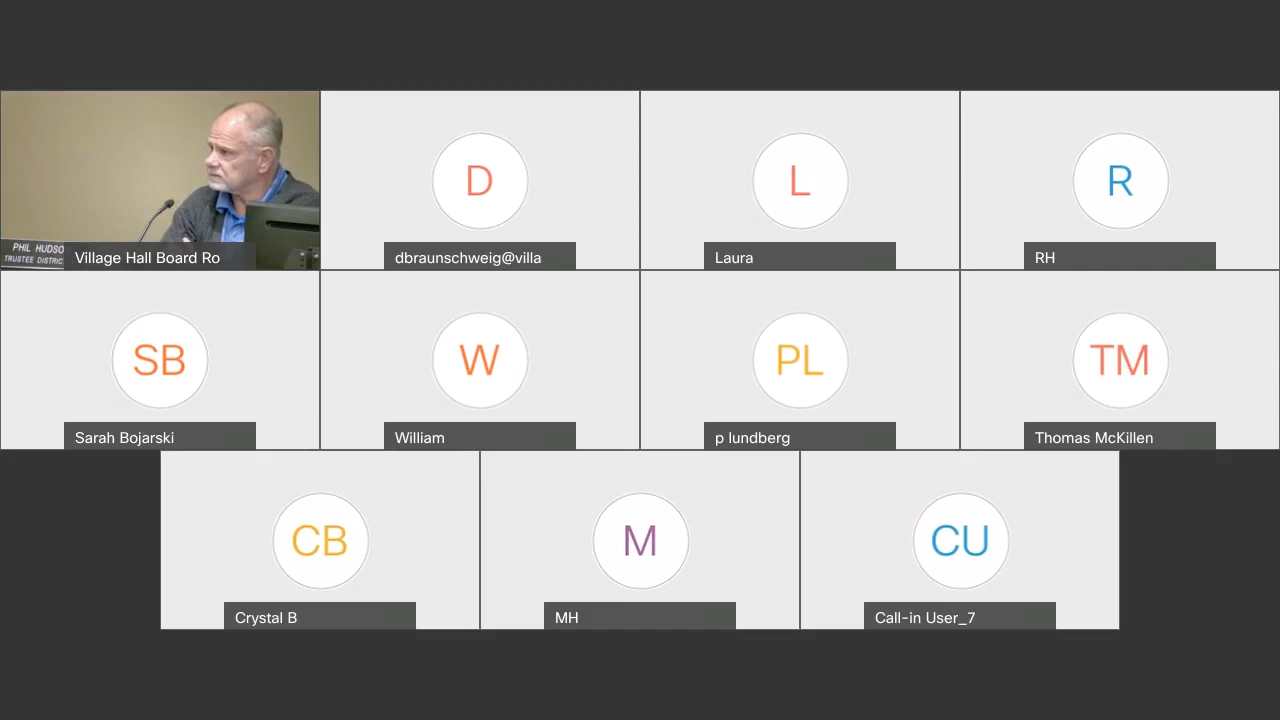 PHIL HUDSO
TRUSTEE DISTRIC
Village Hall Board Ro
D
dbraunschweig@villa
L
Laura
R
RH
SB
Sarah Bojarski
W
William
PL
p lundberg
TM
Thomas McKillen
CB
Crystal B
M
MH
CU
Call-in User_7